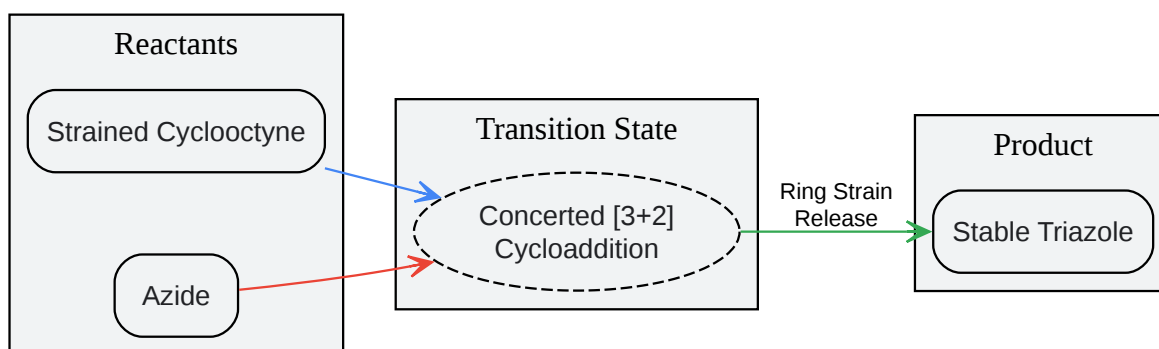 Reactants
Strained Cyclooctyne
Azide
Transition State
Concerted [3+2]
Cycloaddition
Ring Strain
Release
Product
Stable Triazole